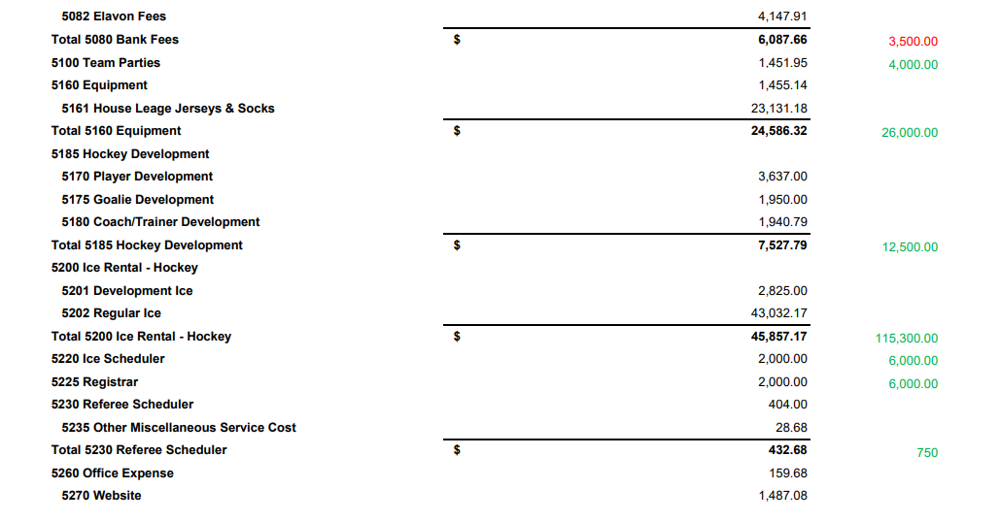 5082 Elavon Fees 4,147.91
Total 5080 Bank Fees $ 6,087.66 3,500.00
5100 Team Parties 1,451.95 4,000.00
5160 Equipment 1,455.14
5161 House Leage Jerseys & Socks 23,131.18
Total 5160 Equipment $ 24,586.32 26,000.00
5185 Hockey Development
5170 Player Development 3,637.00
5175 Goalie Development 1,950.00
5180 Coach/Trainer Development 1,940.79
Total 5185 Hockey Development $ 7,527.79 12,500.00
5200 Ice Rental - Hockey
5201 Development Ice 2,825.00
5202 Regular Ice 43,032.17
Total 5200 Ice Rental - Hockey $ 45,857.17 115,300.00
5220 Ice Scheduler 2,000.00 6,000.00
5225 Registrar 2,000.00 6,000.00
5230 Referee Scheduler 404.00
5235 Other Miscellaneous Service Cost 28.68
Total 5230 Referee Scheduler $ 432.68 750
5260 Office Expense 159.68
5270 Website 1,487.08